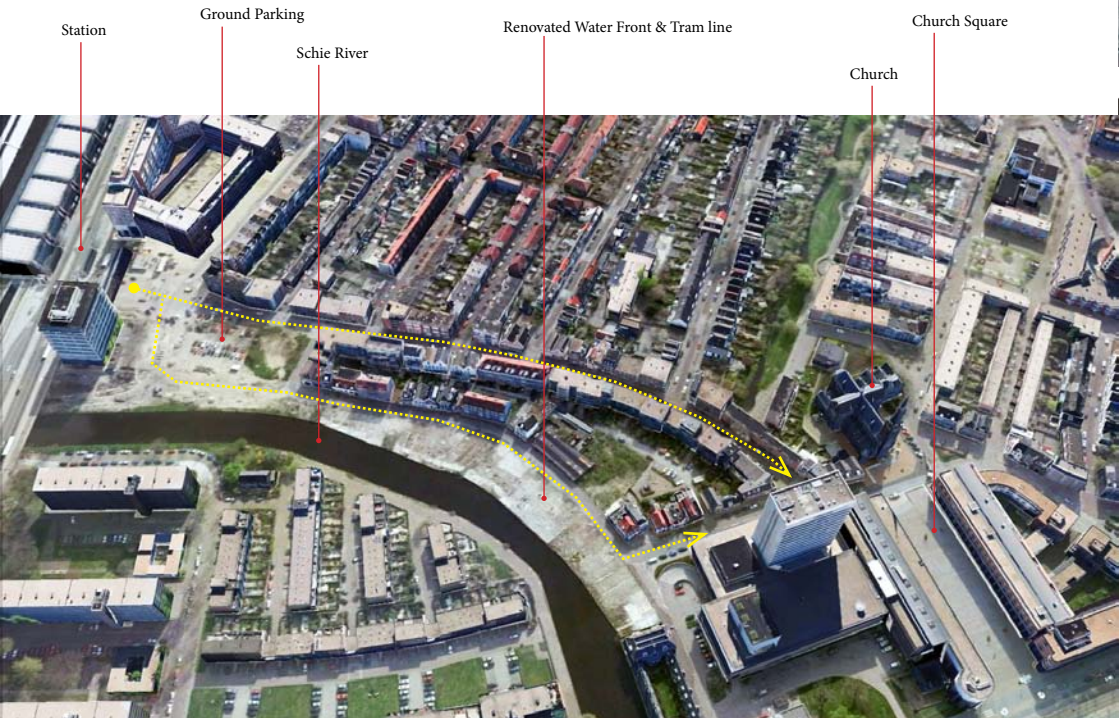 Station
Ground Parking
Schie River
Renovated Water Front & Tram line
Church
Church Square